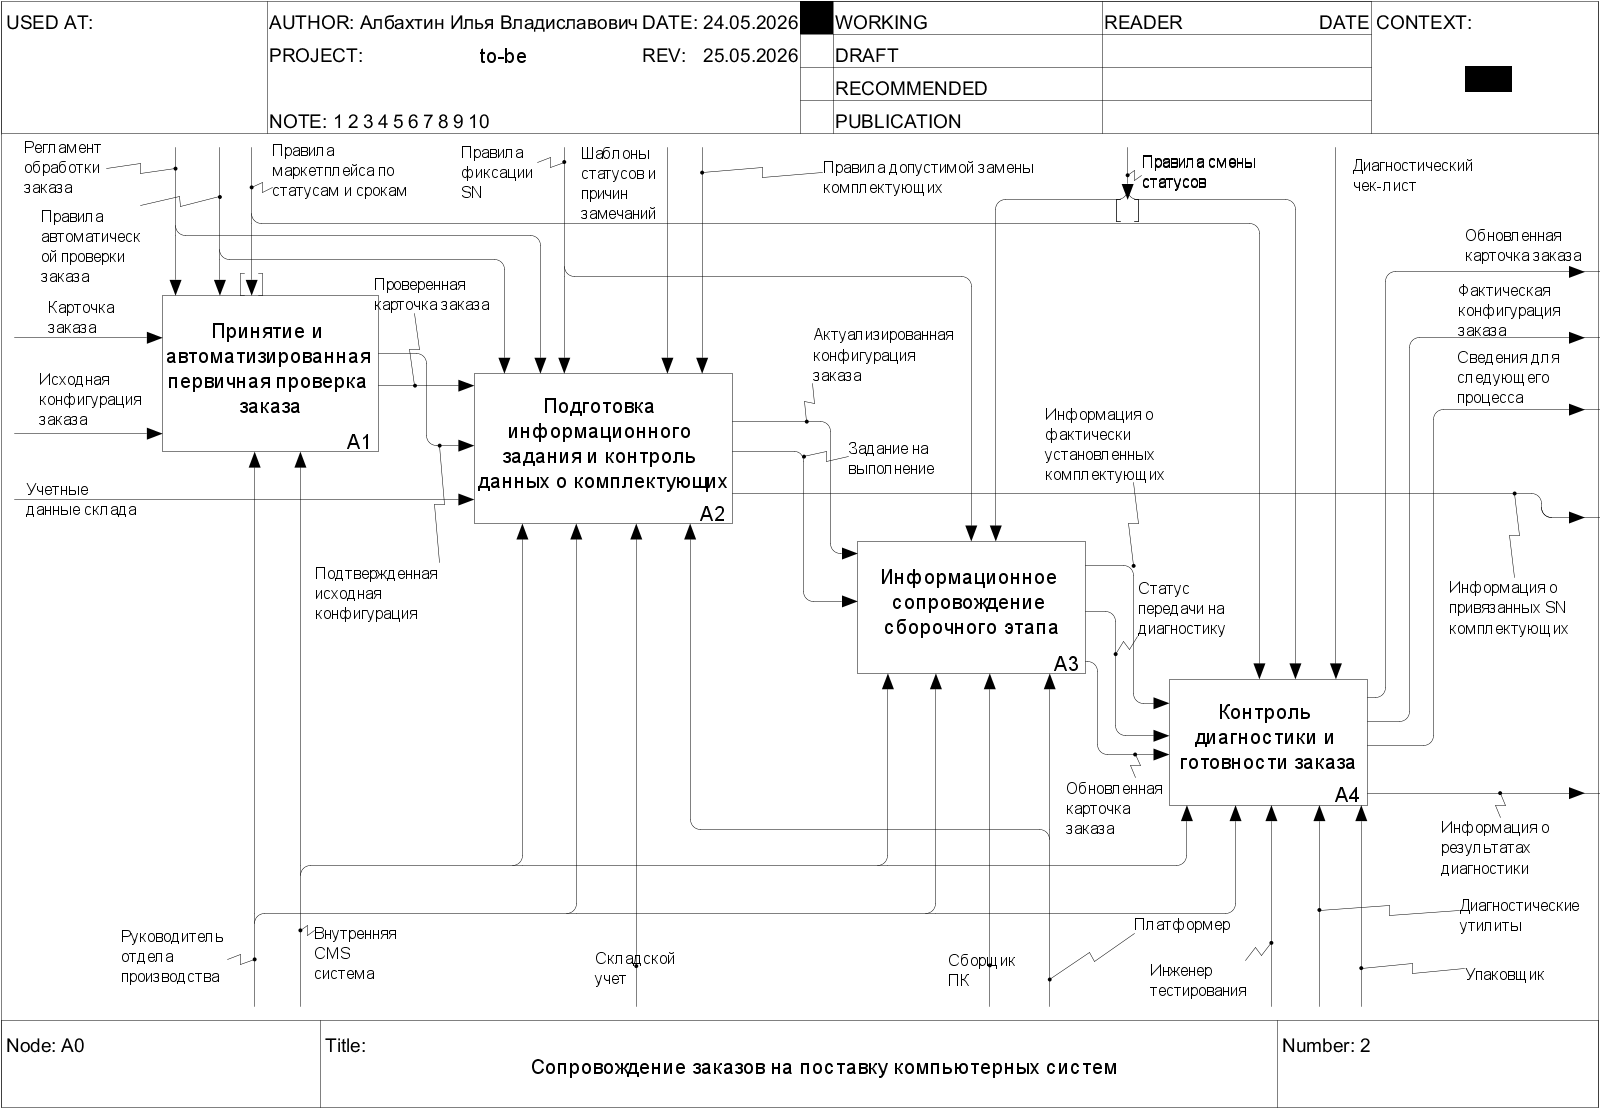 USED AT:
AUTHOR: Албахтин Илья Владиславович
DATE: 24.05.2026
PROJECT:
to-be
REV: 25.05.2026
NOTE: 1 2 3 4 5 6 7 8 9 10
WORKING
DRAFT
RECOMMENDED
PUBLICATION
READER
DATE
CONTEXT:
Регламент
обработки
заказа
Правила
автоматическ
ой проверки
заказа
Правила
маркетплейса по
статусам и срокам
Правила
фиксации
SN
Шаблоны
статусов и
причин
замечаний
Правила допустимой замены
комплектующих
Правила смены
статусов
Диагностический
чек-лист
Карточка
заказа
Исходная
конфигурация
заказа
Учетные
данные склада
Принятие и
автоматизированная
первичная проверка
заказа
A1
Проверенная
карточка заказа
Подтвержденная
исходная
конфигурация
Подготовка
информационного
задания и контроль
данных о комплектующих
A2
Актуализированная
конфигурация
заказа
Задание на
выполнение
Информационное
сопровождение
сборочного этапа
A3
Информация о
фактически
установленных
комплектующих
Статус
передачи на
диагностику
Обновленная
карточка
заказа
Контроль
диагностики и
готовности заказа
A4
Обновленная
карточка заказа
Фактическая
конфигурация
заказа
Сведения для
следующего
процесса
Информация о
привязанных SN
комплектующих
Информация о
результатах
диагностики
Руководитель
отдела
производства
Внутренняя
CMS
система
Складской
учет
Сборщик
ПК
Платформер
Инженер
тестирования
Диагностические
утилиты
Упаковщик
Node: A0
Title:
Сопровождение заказов на поставку компьютерных систем
Number: 2